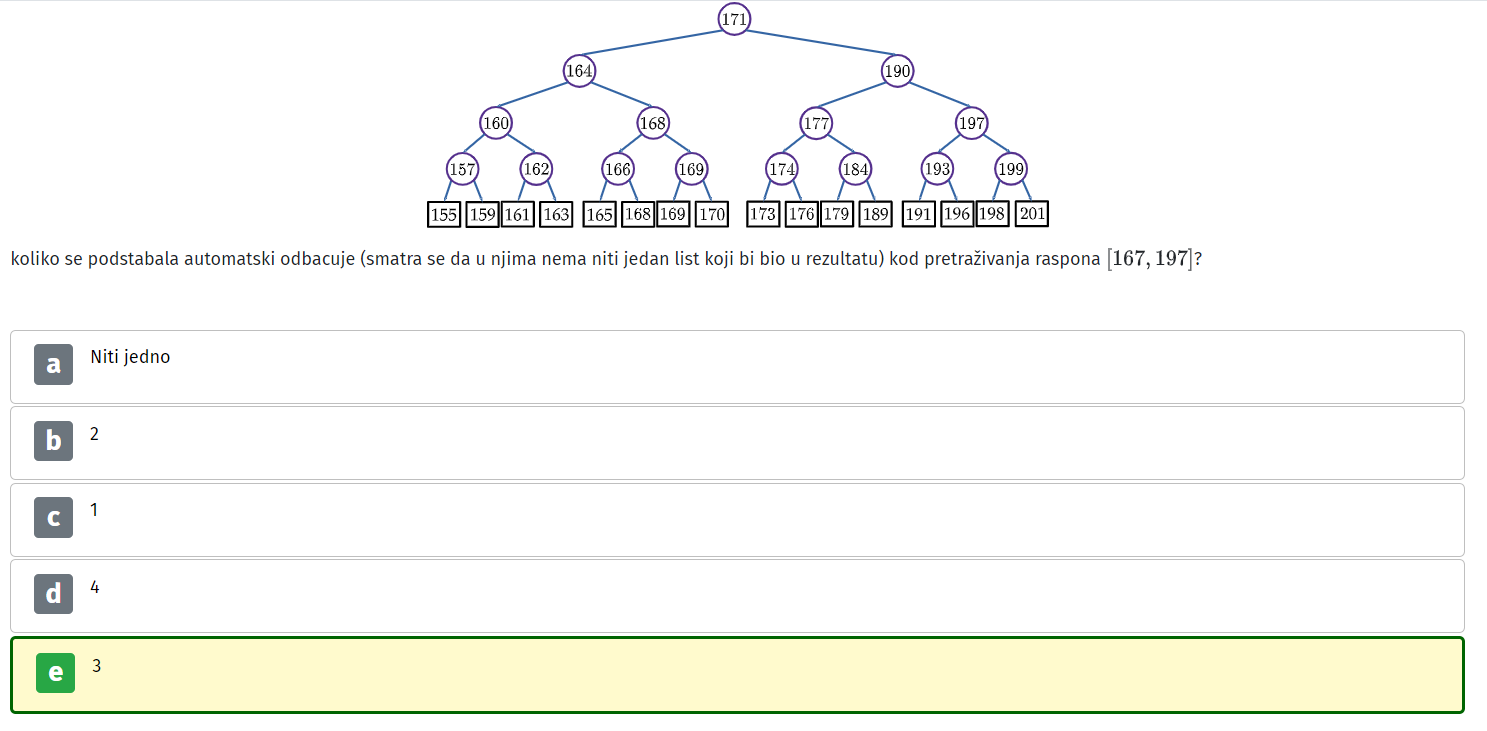 171
164 190
160 168 177 197
157 162 166 169 174 184 193 199
155 159 161 163 165 168 169 170 173 176 179 189 191 196 198 201
koliko se podstabala automatski odbacuje (smatra se da u njima nema niti jedan list koji bi bio u rezultatu) kod pretraživanja raspona [167, 197]?
a Niti jedno
b 2
c 1
d 4
e 3